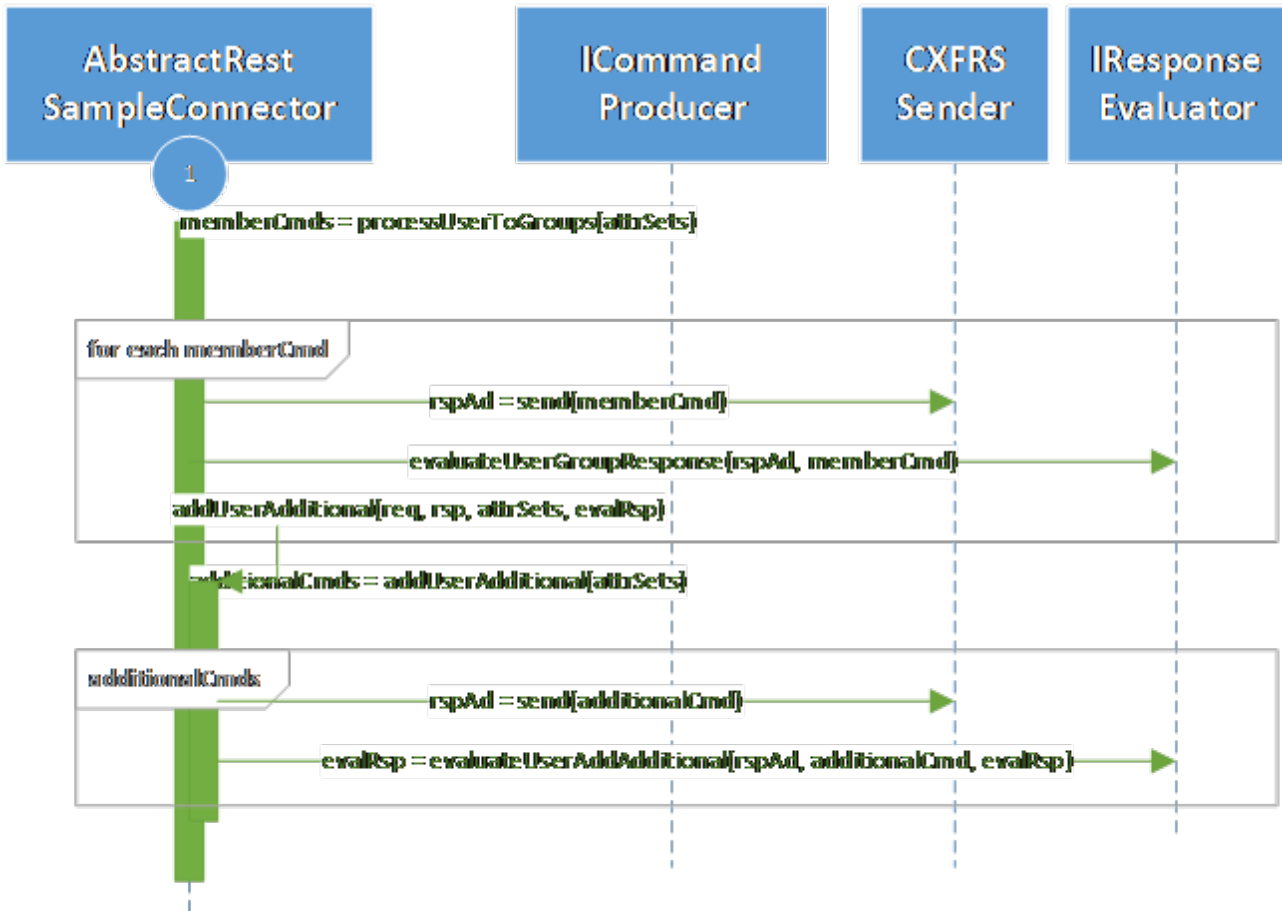 AbstractRest
SampleConnector
ICommand
Producer
CXFRS
Sender
IResponse
Evaluator
1
memberCmds = processUserToGroups(attrSets)
for each memberCmd
rspAd = send(memberCmd)
evaluateUserGroupResponse(rspAd, memberCmd)
addUserAdditional(req, rsp, attrSets, evalRsp)
additionalCmds = addUserAdditional(attrSets)
additionalCmds
rspAd = send(additionalCmd)
evalRsp = evaluateUserAddAdditional(rspAd, additionalCmd, evalRsp)